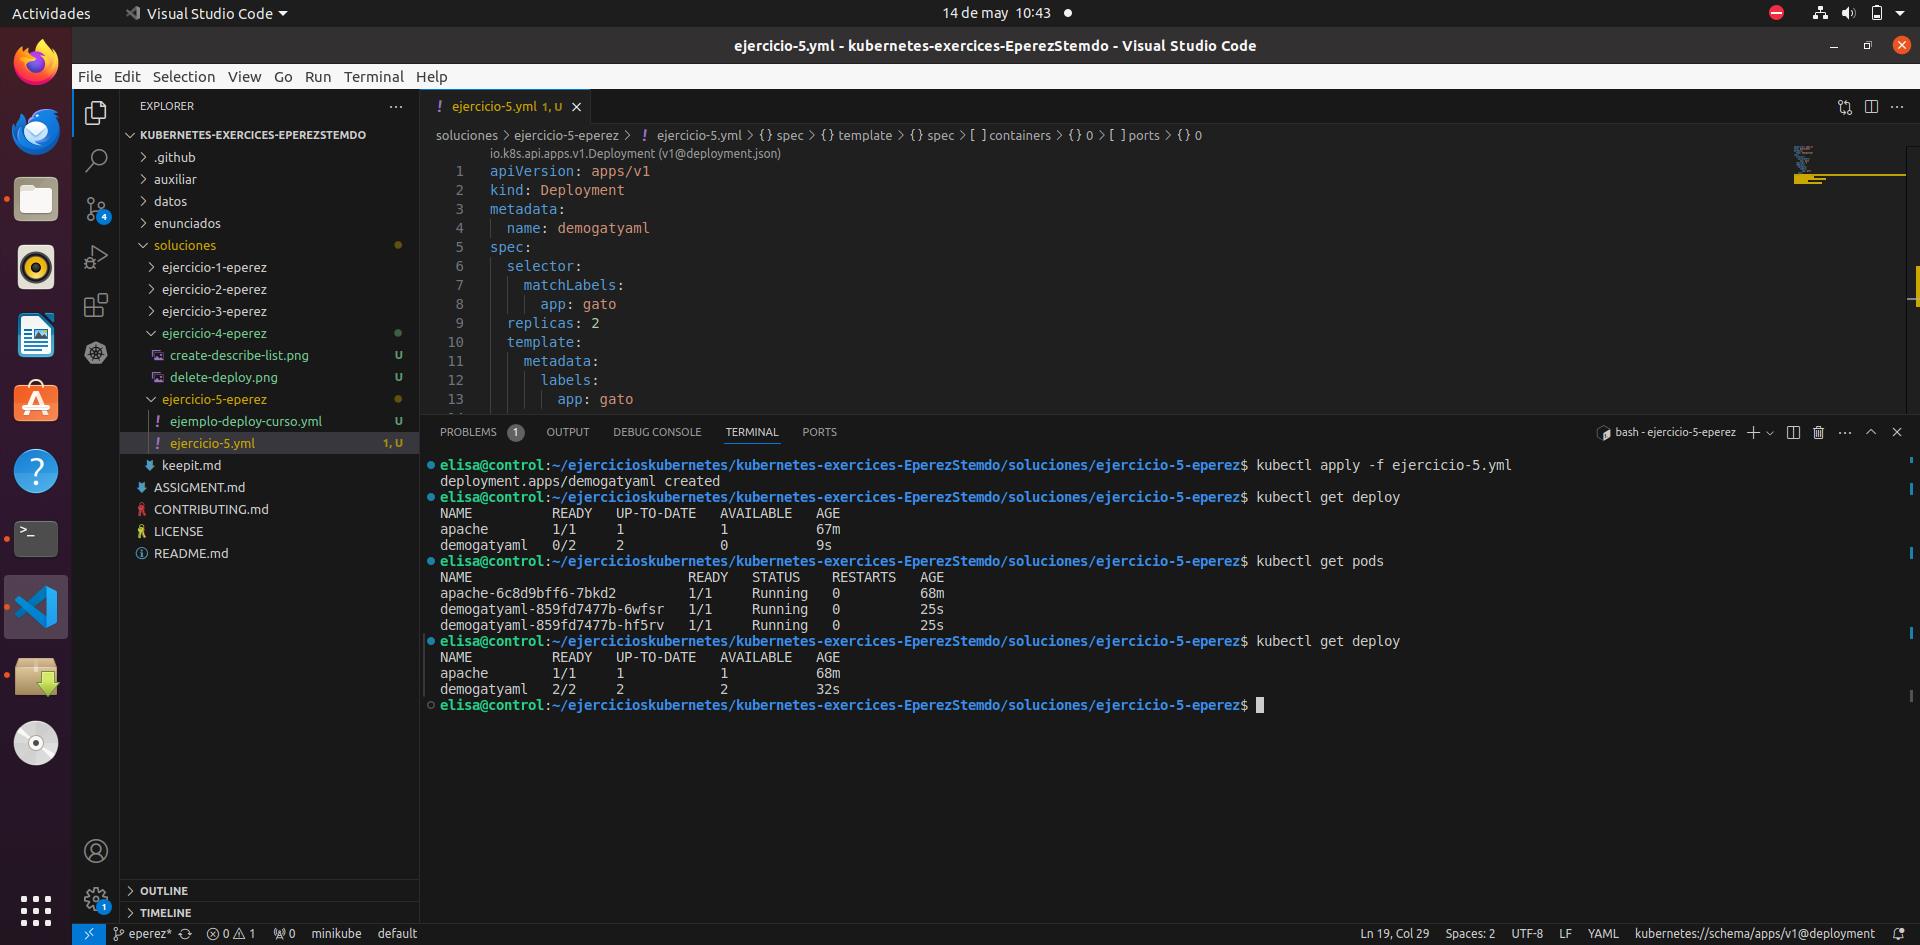 Actividades
Visual Studio Code
14 de may 10:43
ejercicio-5.yml - kubernetes-exercices-EperezStemdo - Visual Studio Code
File Edit Selection View Go Run Terminal Help
EXPLORER
KUBERNETES-EXERCICES-EPEREZSTEMDO
.github
auxiliar
datos
enunciados
soluciones
ejercicio-1-eperez
ejercicio-2-eperez
ejercicio-3-eperez
ejercicio-4-eperez
create-describe-list.png U
delete-deploy.png U
ejercicio-5-eperez
! ejemplo-deploy-curso.yml U
! ejercicio-5.yml 1, U
keepit.md
ASSIGMENT.md
CONTRIBUTING.md
LICENSE
README.md
OUTLINE
TIMELINE
4
1
! ejercicio-5.yml 1, U
soluciones > ejercicio-5-eperez > ! ejercicio-5.yml > {} spec > {} template > {} spec > [ ] containers > {} 0 > [ ] ports > {} 0
io.k8s.api.apps.v1.Deployment (v1@deployment.json)
1 apiVersion: apps/v1
2 kind: Deployment
3 metadata:
4 name: demogatyaml
5 spec:
6 selector:
7 matchLabels:
8 app: gato
9 replicas: 2
10 template:
11 metadata:
12 labels:
13 app: gato
PROBLEMS 1 OUTPUT DEBUG CONSOLE TERMINAL PORTS
bash - ejercicio-5-eperez
elisa@control:~/ejercicioskubernetes/kubernetes-exercices-EperezStemdo/soluciones/ejercicio-5-eperez$ kubectl apply -f ejercicio-5.yml
deployment.apps/demogatyaml created
elisa@control:~/ejercicioskubernetes/kubernetes-exercices-EperezStemdo/soluciones/ejercicio-5-eperez$ kubectl get deploy
NAME READY UP-TO-DATE AVAILABLE AGE
apache 1/1 1 1 67m
demogatyaml 0/2 2 0 9s
elisa@control:~/ejercicioskubernetes/kubernetes-exercices-EperezStemdo/soluciones/ejercicio-5-eperez$ kubectl get pods
NAME READY STATUS RESTARTS AGE
apache-6c8d9bff6-7bkd2 1/1 Running 0 68m
demogatyaml-859fd7477b-6wfsr 1/1 Running 0 25s
demogatyaml-859fd7477b-hf5rv 1/1 Running 0 25s
elisa@control:~/ejercicioskubernetes/kubernetes-exercices-EperezStemdo/soluciones/ejercicio-5-eperez$ kubectl get deploy
NAME READY UP-TO-DATE AVAILABLE AGE
apache 1/1 1 1 68m
demogatyaml 2/2 2 2 32s
elisa@control:~/ejercicioskubernetes/kubernetes-exercices-EperezStemdo/soluciones/ejercicio-5-eperez$
eperez* 0 1 0 minikube default
Ln 19, Col 29 Spaces: 2 UTF-8 LF YAML kubernetes://schema/apps/v1@deployment